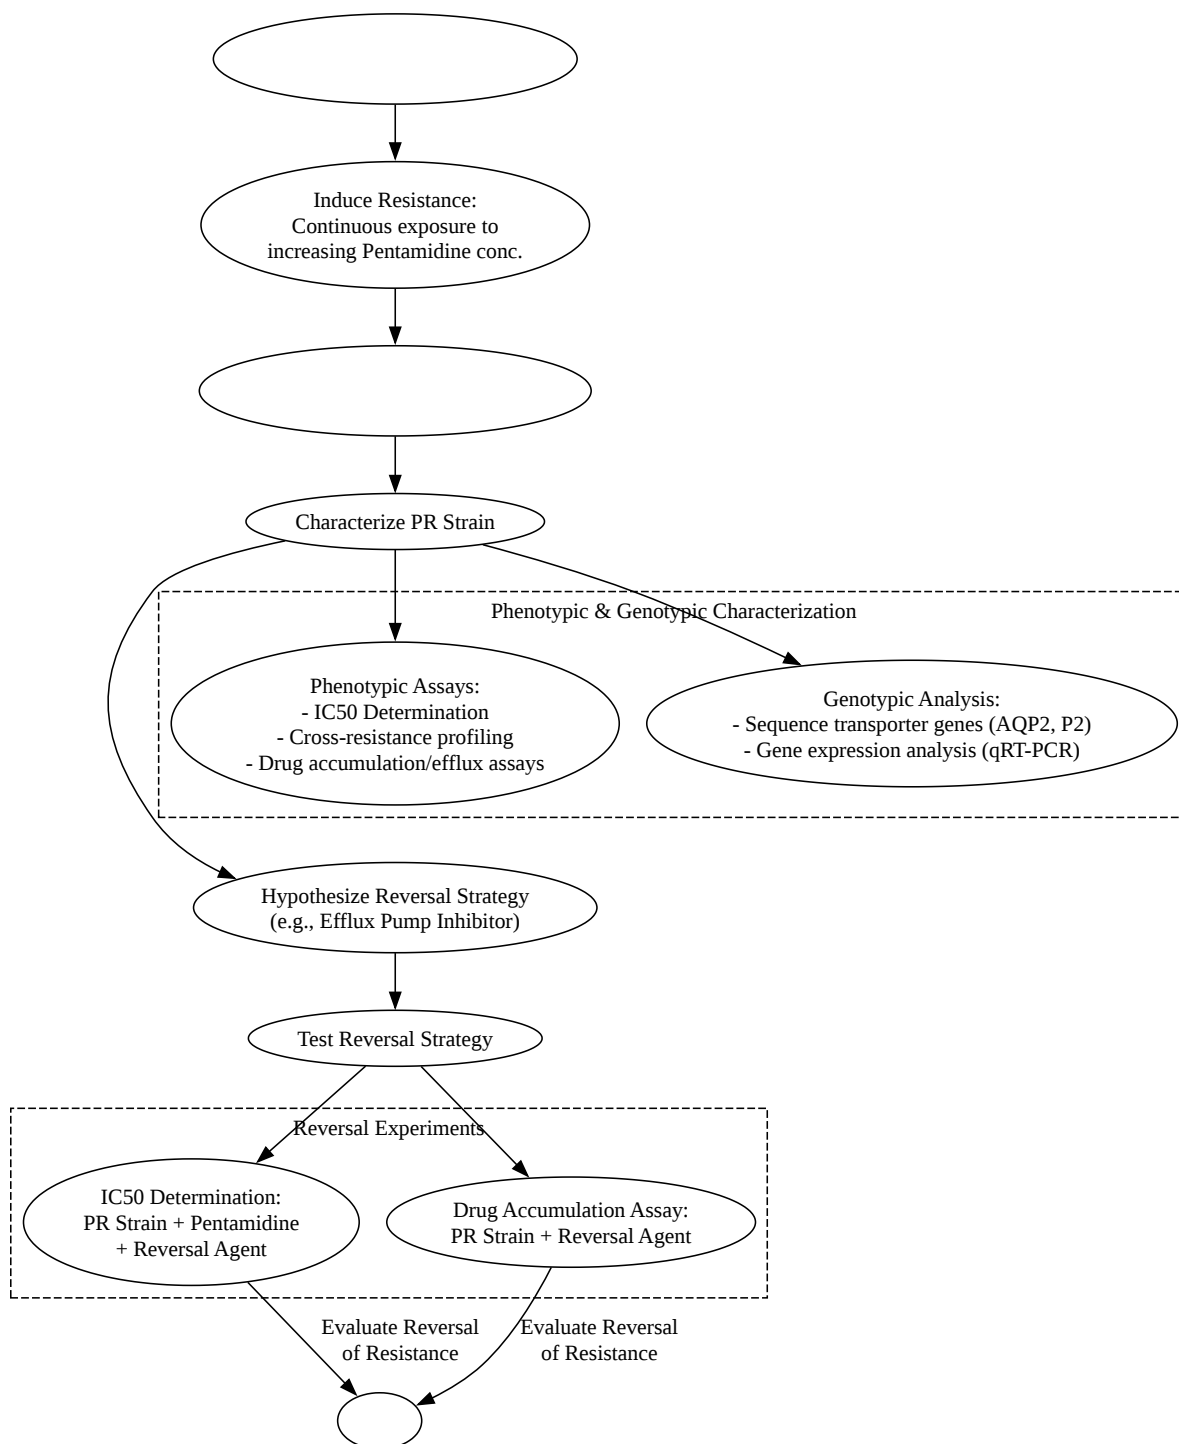 Induce Resistance:
Continuous exposure to
increasing Pentamidine conc.
Characterize PR Strain
Phenotypic & Genotypic Characterization
Phenotypic Assays:
- IC50 Determination
- Cross-resistance profiling
- Drug accumulation/efflux assays
Genotypic Analysis:
- Sequence transporter genes (AQP2, P2)
- Gene expression analysis (qRT-PCR)
Hypothesize Reversal Strategy
(e.g., Efflux Pump Inhibitor)
Test Reversal Strategy
Reversal Experiments
IC50 Determination:
PR Strain + Pentamidine
+ Reversal Agent
Drug Accumulation Assay:
PR Strain + Reversal Agent
Evaluate Reversal
of Resistance
Evaluate Reversal
of Resistance